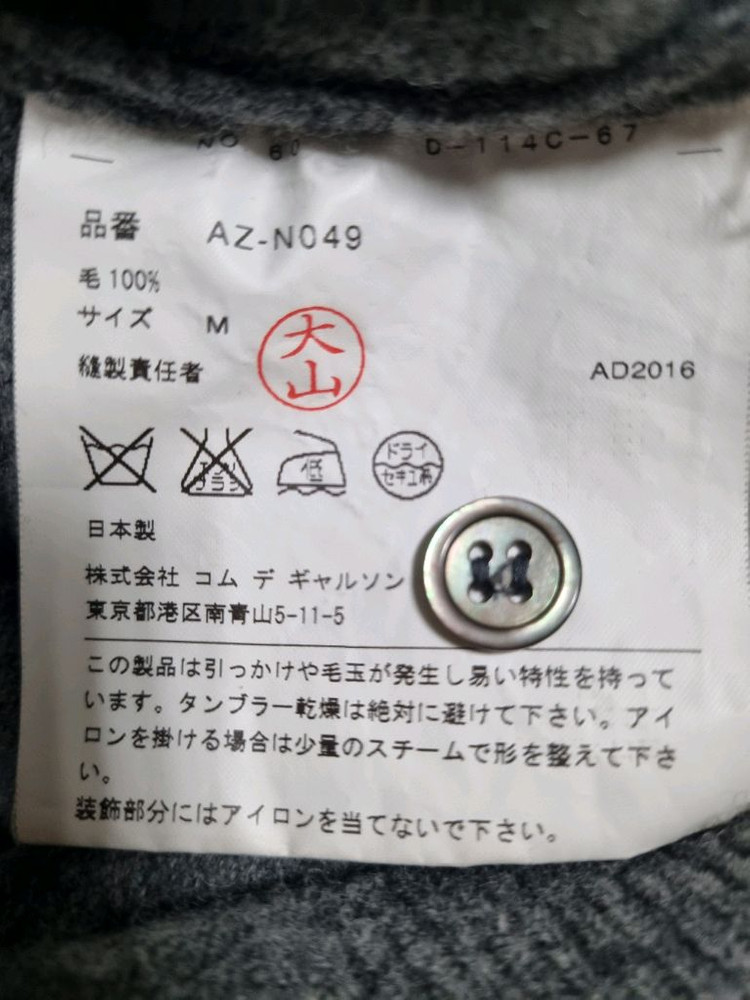 NO 60 D-114C-67
品番 AZ-N049
毛100%
サイズ M
大山
縫製責任者 AD2016
エンソ
ブラシ
低
ドライ
セキユ系
日本製
株式会社 コム デ ギャルソン
東京都港区南青山5-11-5
この製品は引っかけや毛玉が発生し易い特性を持って
います。タンブラー乾燥は絶対に避けて下さい。アイ
ロンを掛ける場合は少量のスチームで形を整えて下さ
い。
装飾部分にはアイロンを当てないで下さい。